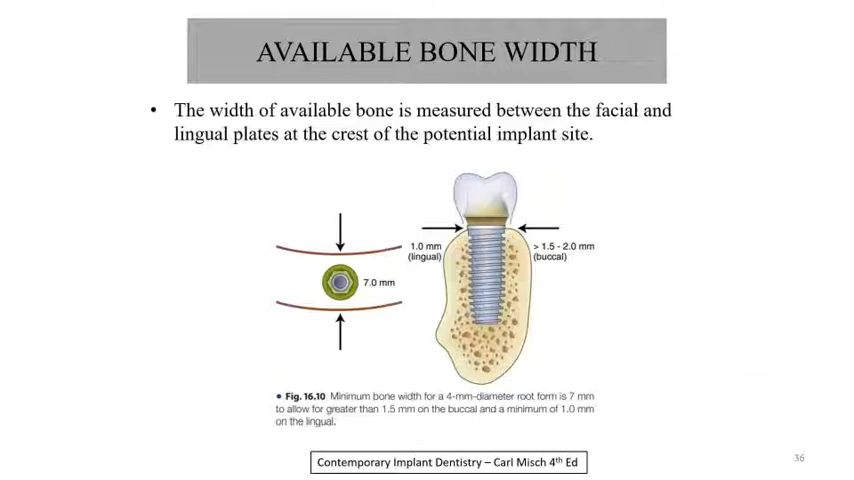 AVAILABLE BONE WIDTH
• The width of available bone is measured between the facial and
lingual plates at the crest of the potential implant site.
1.0 mm
(lingual)
> 1.5 - 2.0 mm
(buccal)
7.0 mm
• Fig. 16.10 Minimum bone width for a 4-mm-diameter root form is 7 mm
to allow for greater than 1.5 mm on the buccal and a minimum of 1.0 mm
on the lingual.
Contemporary Implant Dentistry – Carl Misch 4th Ed
36